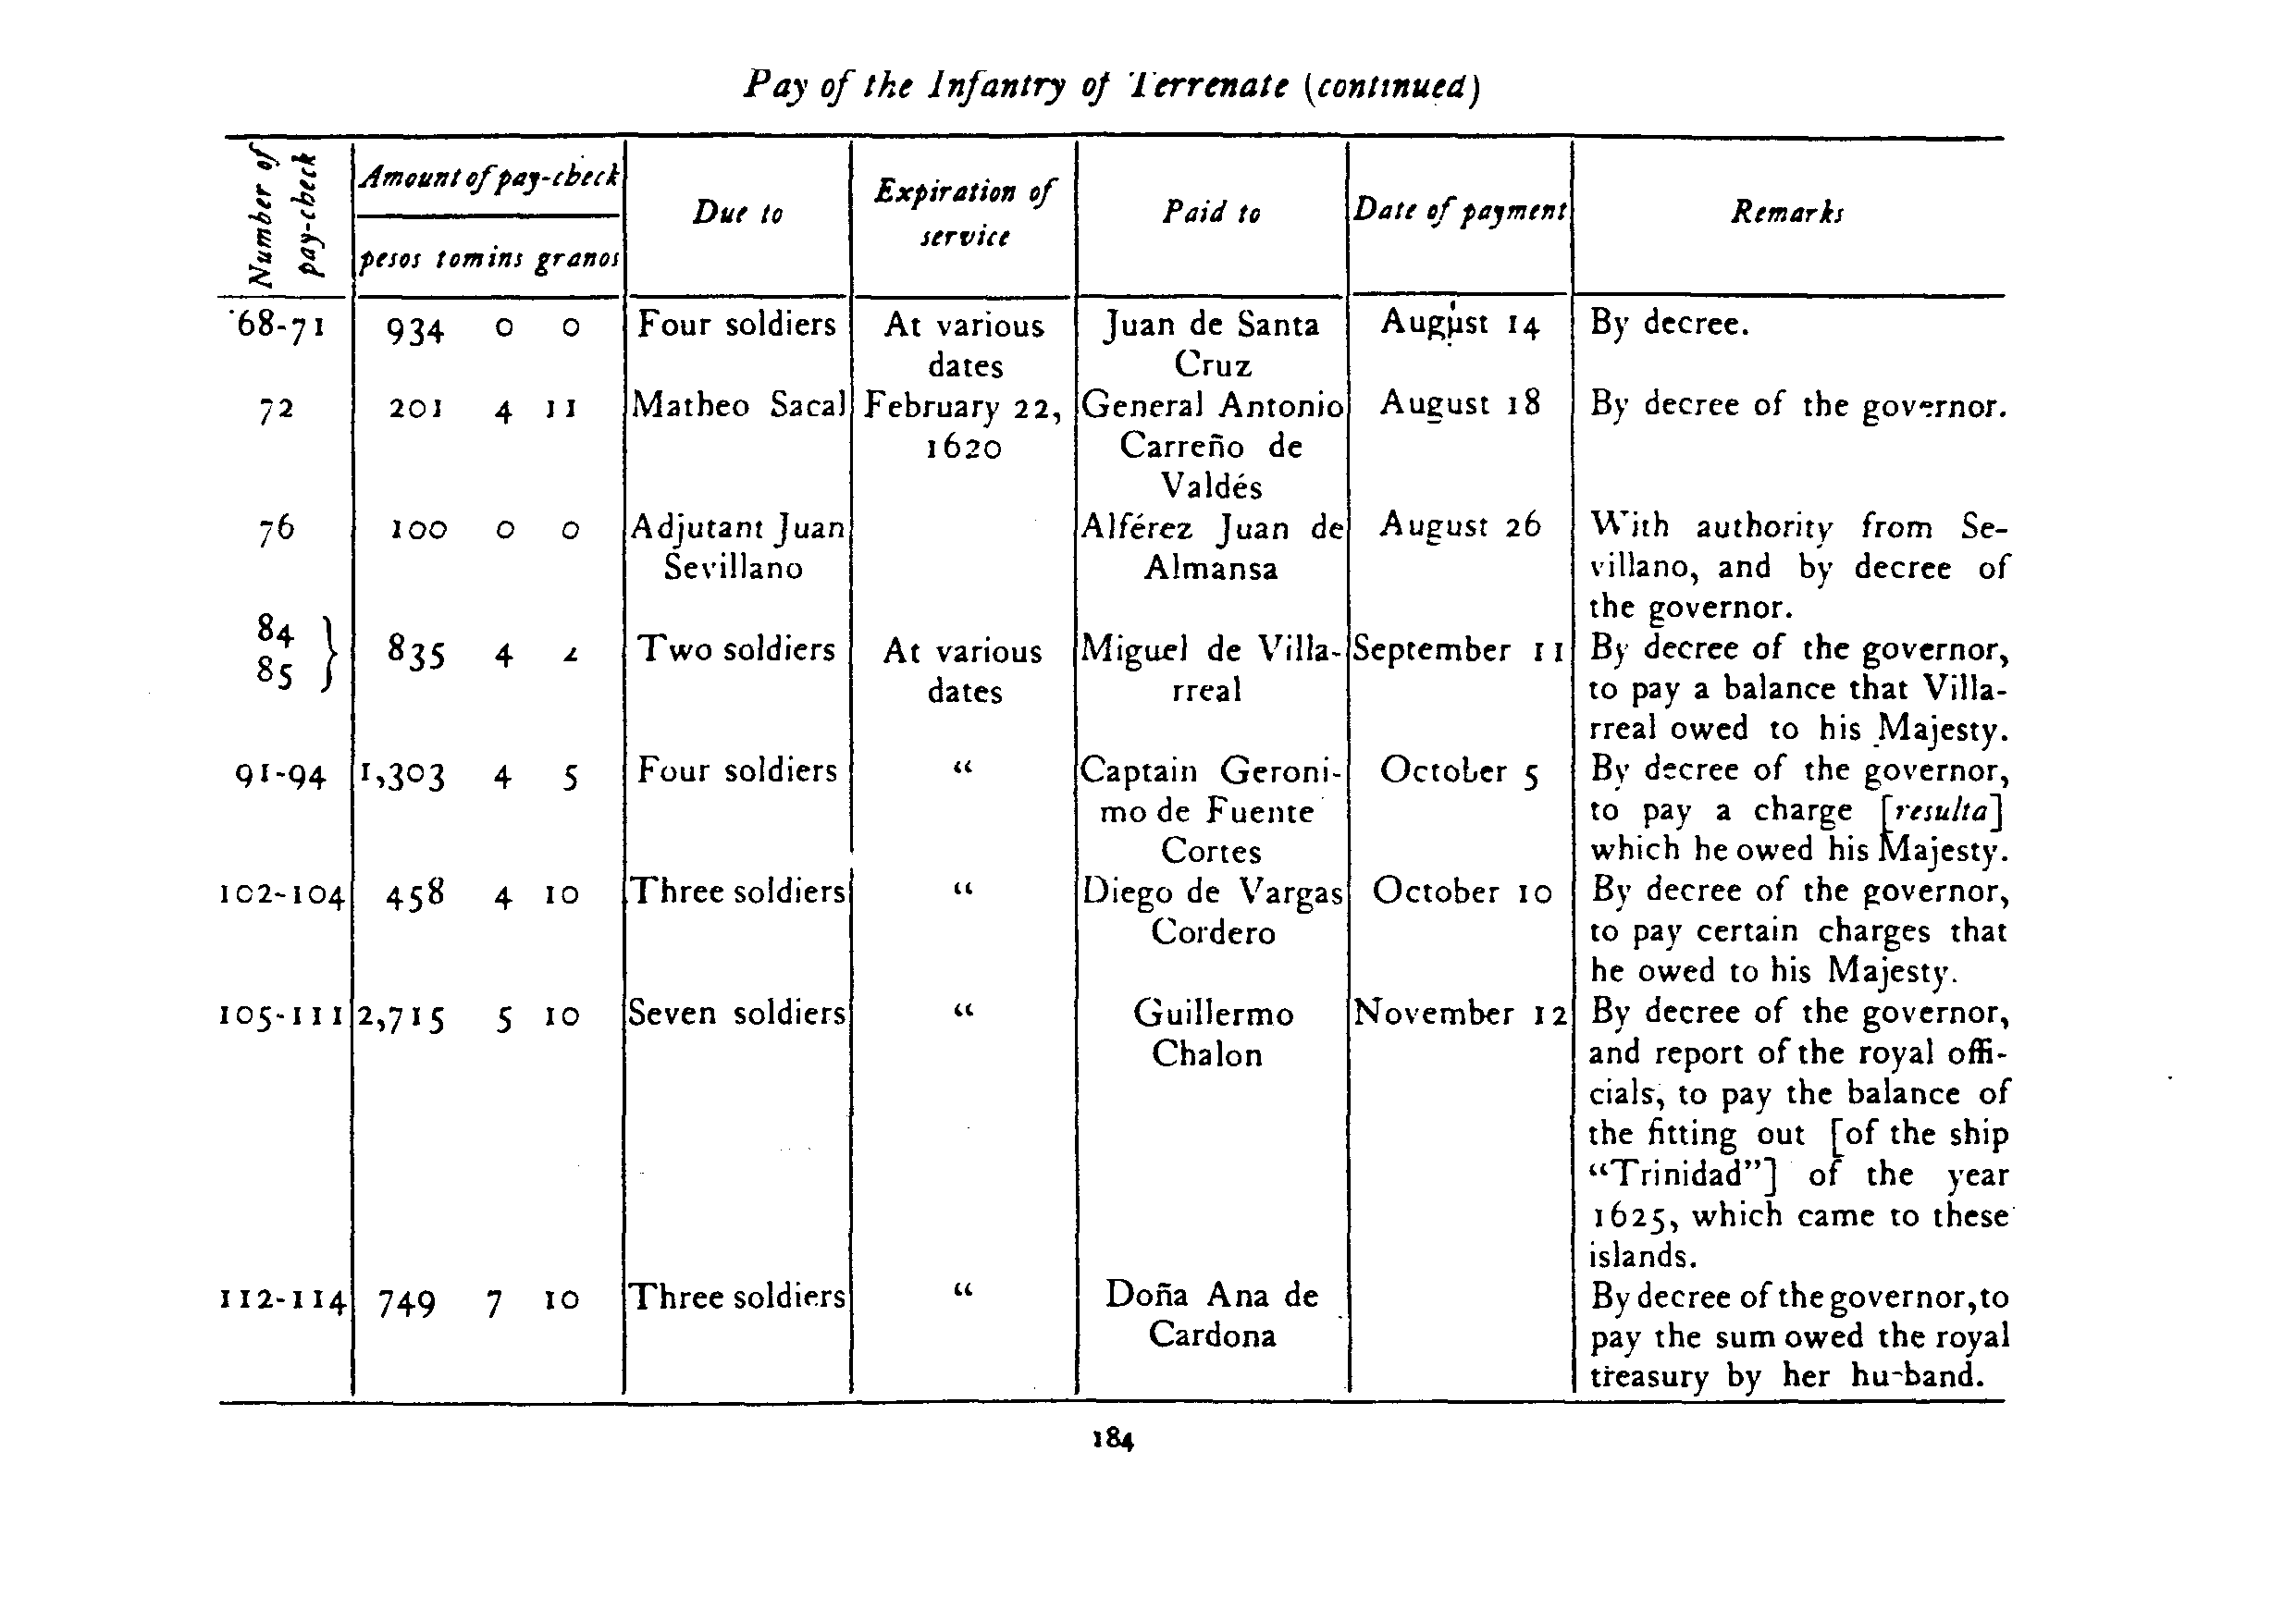 Pay of the Infantry of Terrenate (continued)
Number of pay-check
Amount of pay-check
pesos tomins granos
Due to
Expiration of service
Paid to
Date of payment
Remarks
68-71 934 0 0 Four soldiers At various Juan de Santa August 14 By decree.
dates Cruz
72 201 4 11 Matheo Sacal February 22, General Antonio August 18 By decree of the governor.
1620 Carreño de
Valdés
76 100 0 0 Adjutant Juan Alférez Juan de August 26 With authority from Se-
Sevillano Almansa villano, and by decree of
the governor.
84
85 } 835 4 Two soldiers At various Miguel de Villa- September 11 By decree of the governor,
dates rreal to pay a balance that Villa-
rreal owed to his Majesty.
91-94 1,303 4 5 Four soldiers “ Captain Geroni- October 5 By decree of the governor,
mo de Fuente to pay a charge [resulta]
Cortes which he owed his Majesty.
102-104 458 4 10 Three soldiers “ Diego de Vargas October 10 By decree of the governor,
Cordero to pay certain charges that
he owed to his Majesty.
105-111 2,715 5 10 Seven soldiers “ Guillermo November 12 By decree of the governor,
Chalon and report of the royal offi-
cials, to pay the balance of
the fitting out [of the ship
“Trinidad”] of the year
1625, which came to these
islands.
112-114 749 7 10 Three soldiers “ Doña Ana de By decree of the governor, to
Cardona pay the sum owed the royal
treasury by her husband.
184